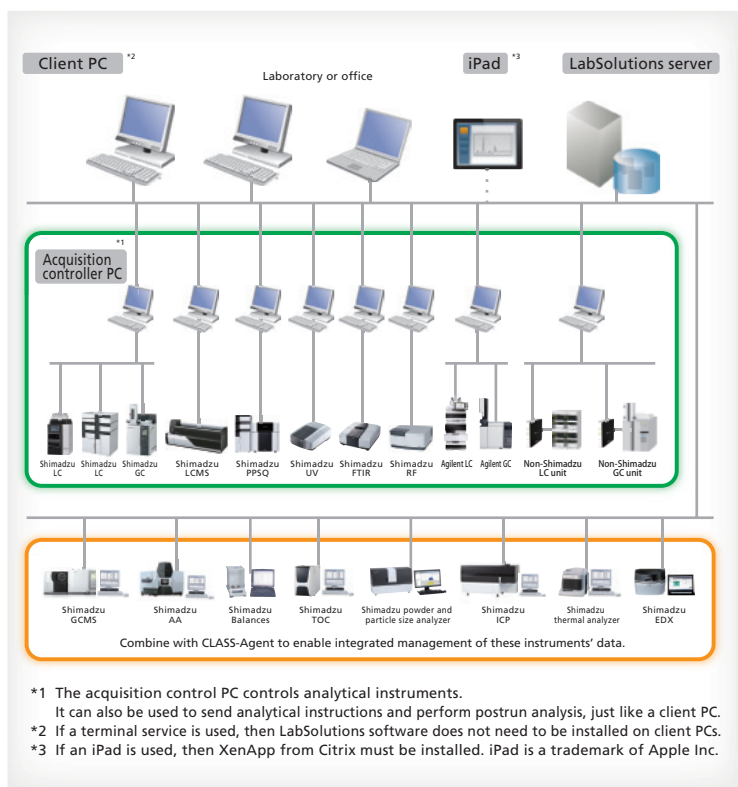 Client PC *2
Laboratory or office
iPad *3
LabSolutions server
*1
Acquisition
controller PC
Shimadzu
LC
Shimadzu
LC
Shimadzu
GC
Shimadzu
LCMS
Shimadzu
PPSQ
Shimadzu
UV
Shimadzu
FTIR
Shimadzu
RF
Agilent LC
Agilent GC
Non-Shimadzu
LC unit
Non-Shimadzu
GC unit
Shimadzu
GCMS
Shimadzu
AA
Shimadzu
Balances
Shimadzu
TOC
Shimadzu powder and
particle size analyzer
Shimadzu
ICP
Shimadzu
thermal analyzer
Shimadzu
EDX
Combine with CLASS-Agent to enable integrated management of these instruments' data.
*1 The acquisition control PC controls analytical instruments.
It can also be used to send analytical instructions and perform postrun analysis, just like a client PC.
*2 If a terminal service is used, then LabSolutions software does not need to be installed on client PCs.
*3 If an iPad is used, then XenApp from Citrix must be installed. iPad is a trademark of Apple Inc.